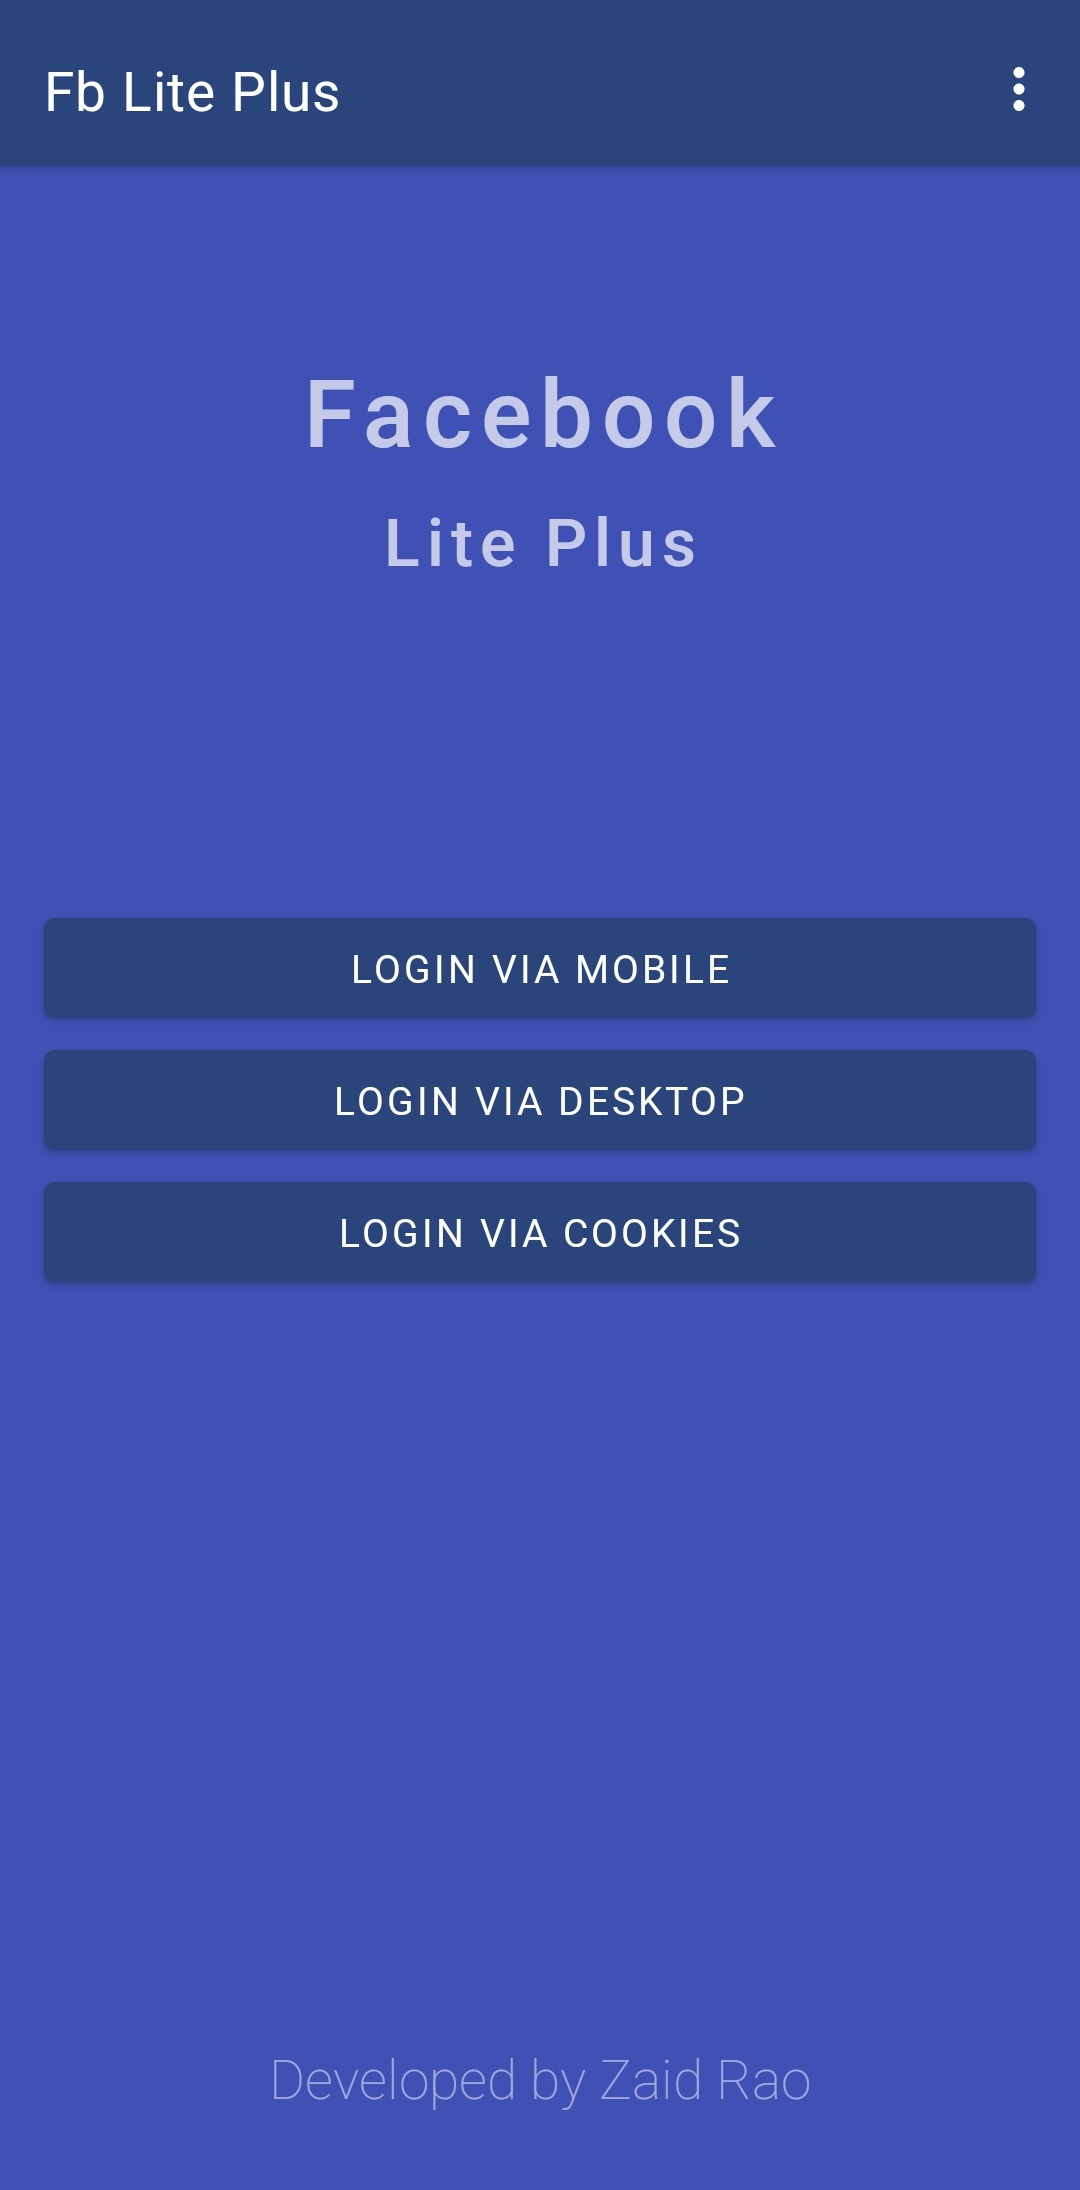 Fb Lite Plus
Facebook
Lite Plus
LOGIN VIA MOBILE
LOGIN VIA DESKTOP
LOGIN VIA COOKIES
Developed by Zaid Rao